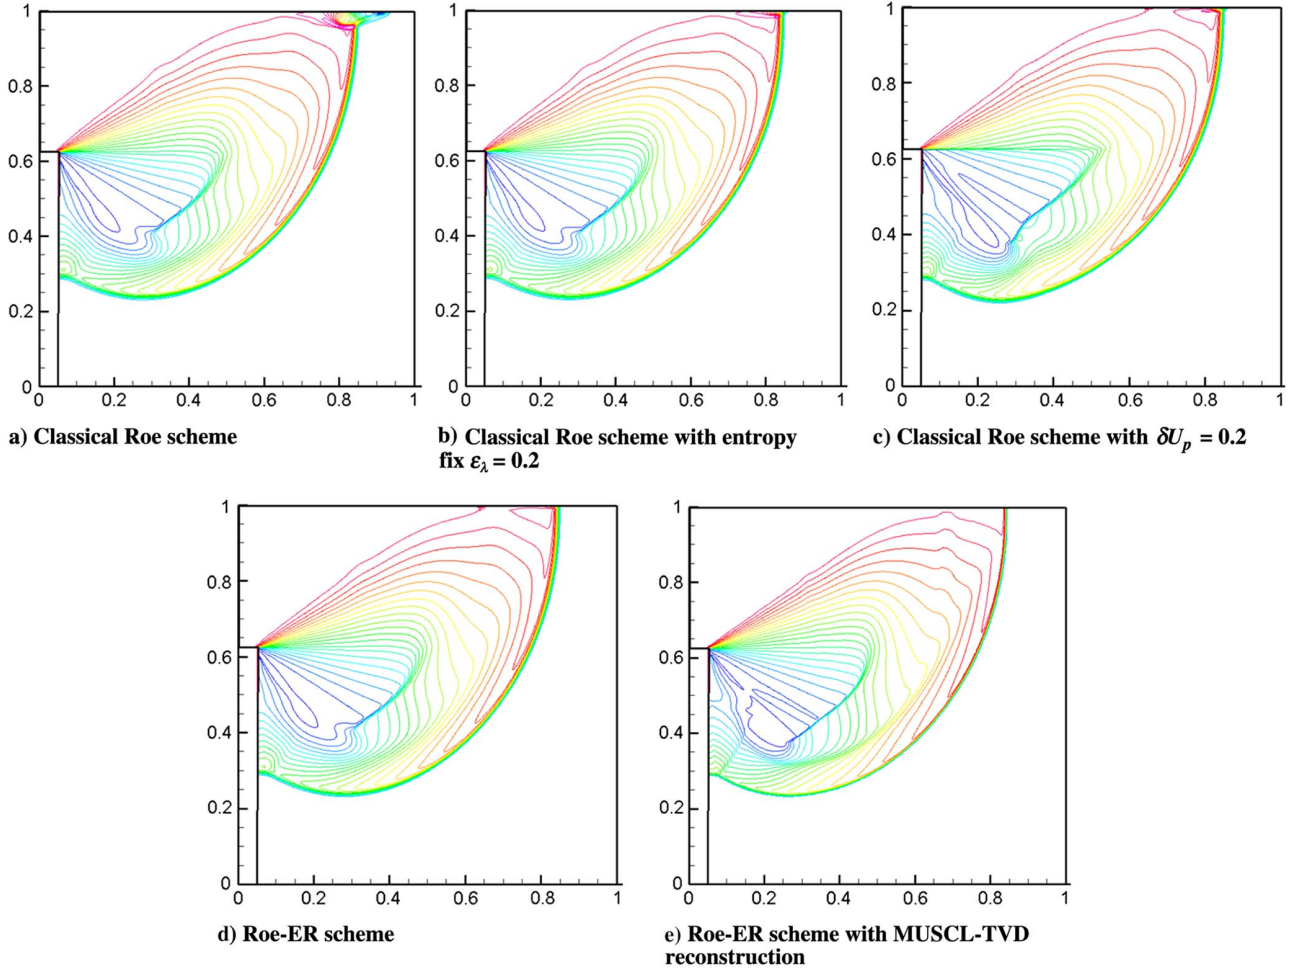 1
0.8
0.6
0.4
0.2
0
0 0.2 0.4 0.6 0.8 1
a) Classical Roe scheme
1
0.8
0.6
0.4
0.2
0
0 0.2 0.4 0.6 0.8 1
b) Classical Roe scheme with entropy
fix ελ = 0.2
1
0.8
0.6
0.4
0.2
0
0 0.2 0.4 0.6 0.8 1
c) Classical Roe scheme with δUp = 0.2
1
0.8
0.6
0.4
0.2
0
0 0.2 0.4 0.6 0.8 1
d) Roe-ER scheme
1
0.8
0.6
0.4
0.2
0
0 0.2 0.4 0.6 0.8 1
e) Roe-ER scheme with MUSCL-TVD
reconstruction